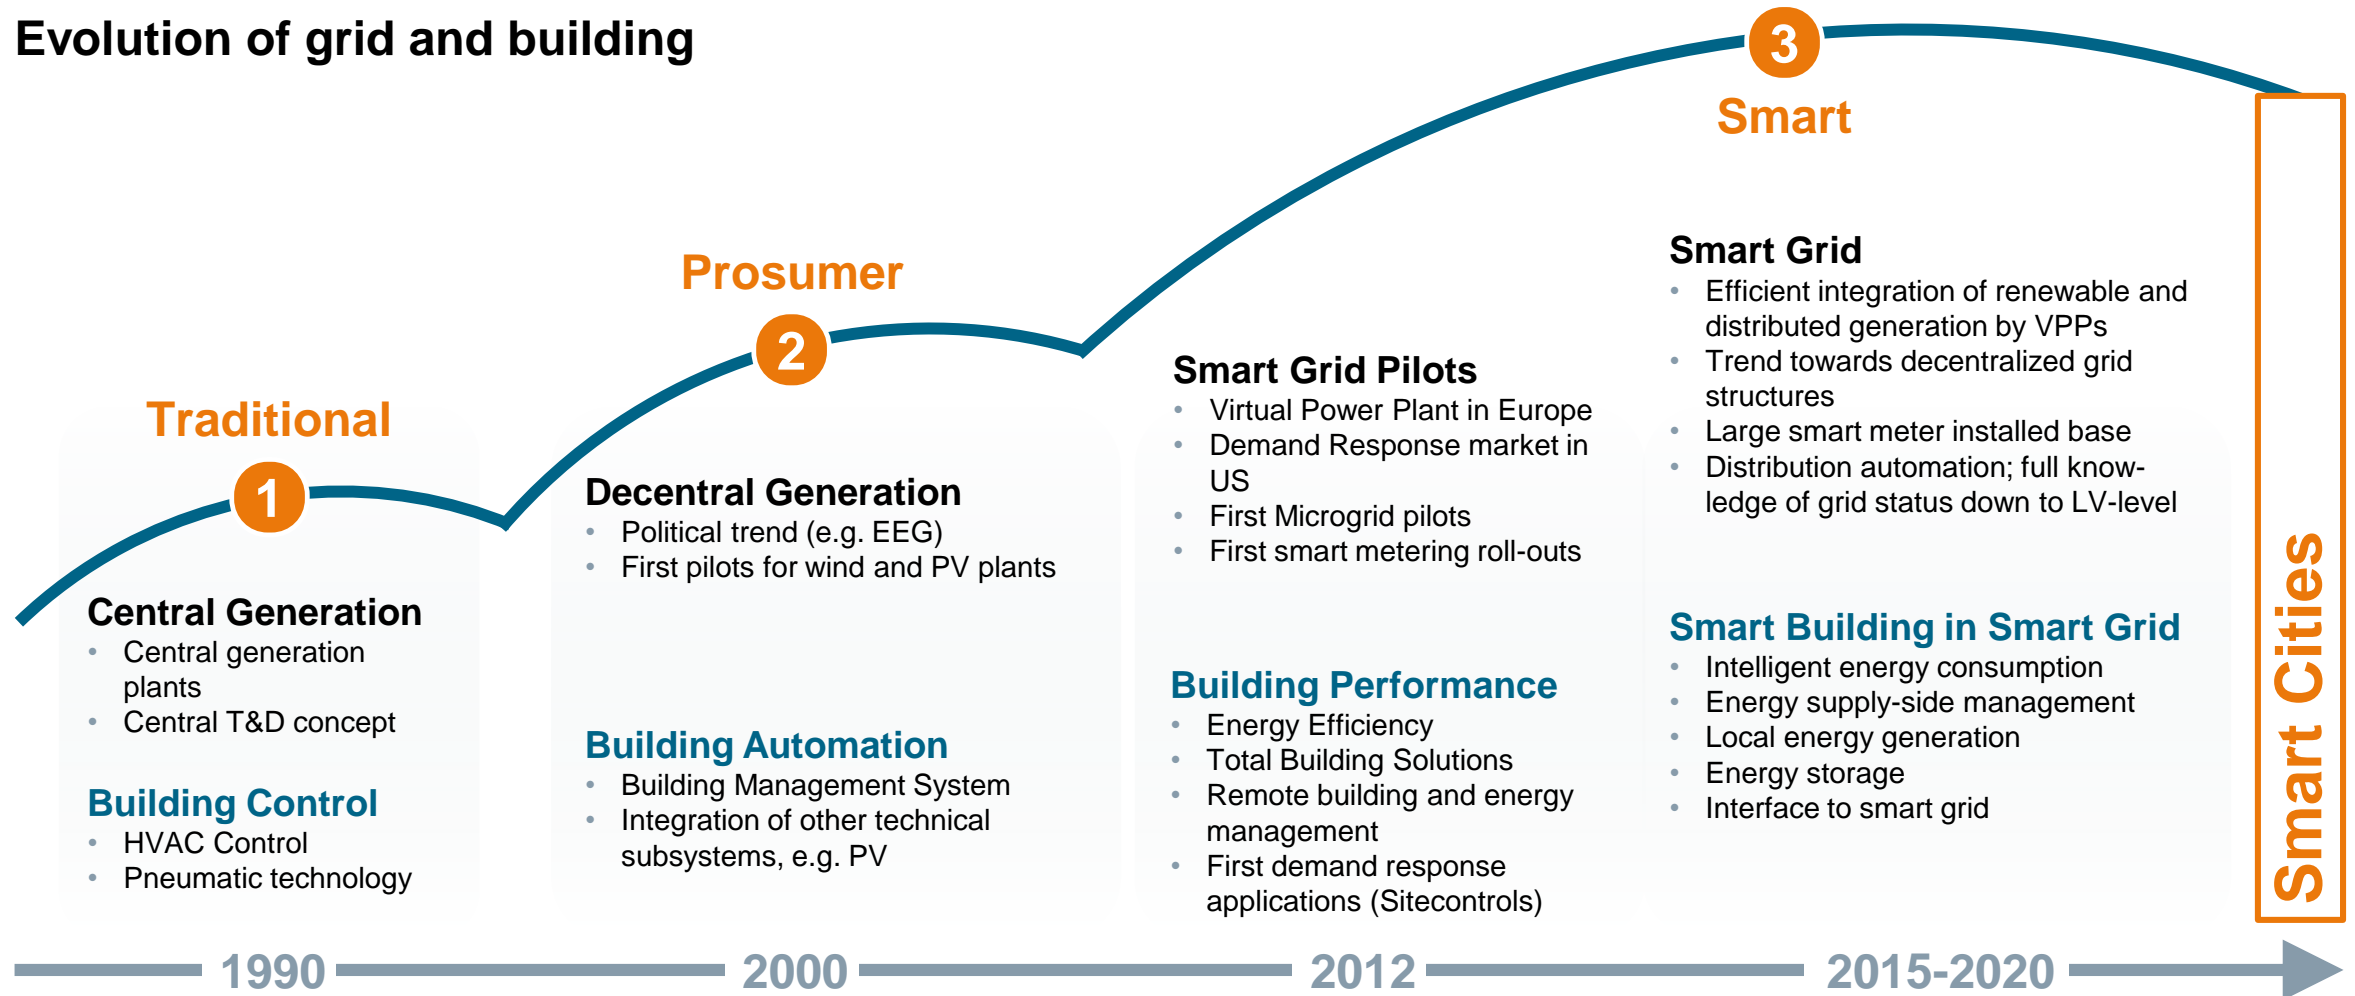 Evolution of grid and building
1
Traditional
Central Generation
• Central generation
plants
• Central T&D concept
Building Control
• HVAC Control
• Pneumatic technology
2
Prosumer
Decentral Generation
• Political trend (e.g. EEG)
• First pilots for wind and PV plants
Building Automation
• Building Management System
• Integration of other technical
subsystems, e.g. PV
Smart Grid Pilots
• Virtual Power Plant in Europe
• Demand Response market in
US
• First Microgrid pilots
• First smart metering roll-outs
Building Performance
• Energy Efficiency
• Total Building Solutions
• Remote building and energy
management
• First demand response
applications (Sitecontrols)
3
Smart
Smart Grid
• Efficient integration of renewable and
distributed generation by VPPs
• Trend towards decentralized grid
structures
• Large smart meter installed base
• Distribution automation; full know-
ledge of grid status down to LV-level
Smart Building in Smart Grid
• Intelligent energy consumption
• Energy supply-side management
• Local energy generation
• Energy storage
• Interface to smart grid
Smart Cities
1990
2000
2012
2015-2020